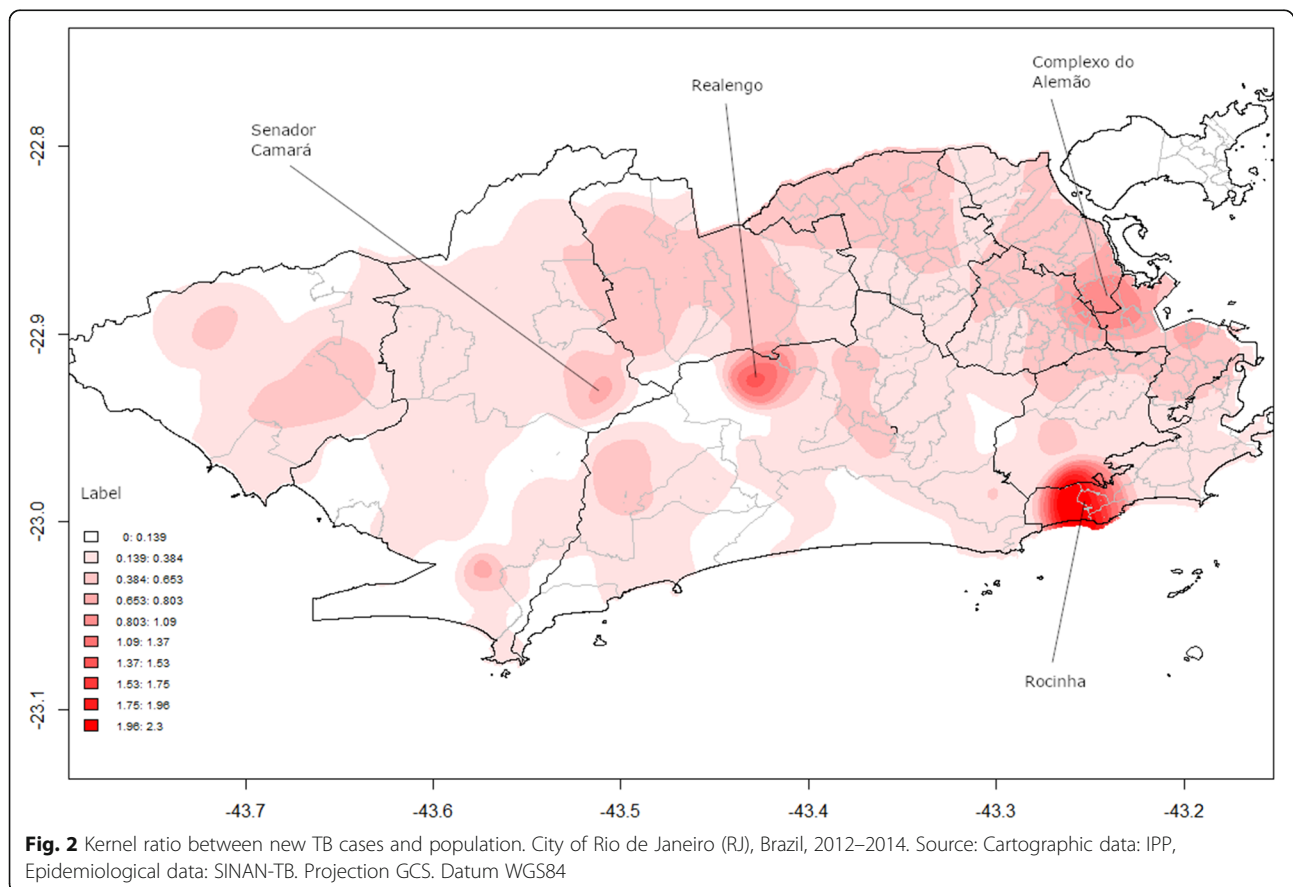 Complexo do
Alemão
Realengo
Senador
Camará
-22.8
-22.9
-23.0
-23.1
Label
0: 0.139
0.139: 0.384
0.384: 0.653
0.653: 0.803
0.803: 1.09
1.09: 1.37
1.37: 1.53
1.53: 1.75
1.75: 1.96
1.96: 2.3
Rocinha
-43.7
-43.6
-43.5
-43.4
-43.3
-43.2
Fig. 2 Kernel ratio between new TB cases and population. City of Rio de Janeiro (RJ), Brazil, 2012–2014. Source: Cartographic data: IPP,
Epidemiological data: SINAN-TB. Projection GCS. Datum WGS84